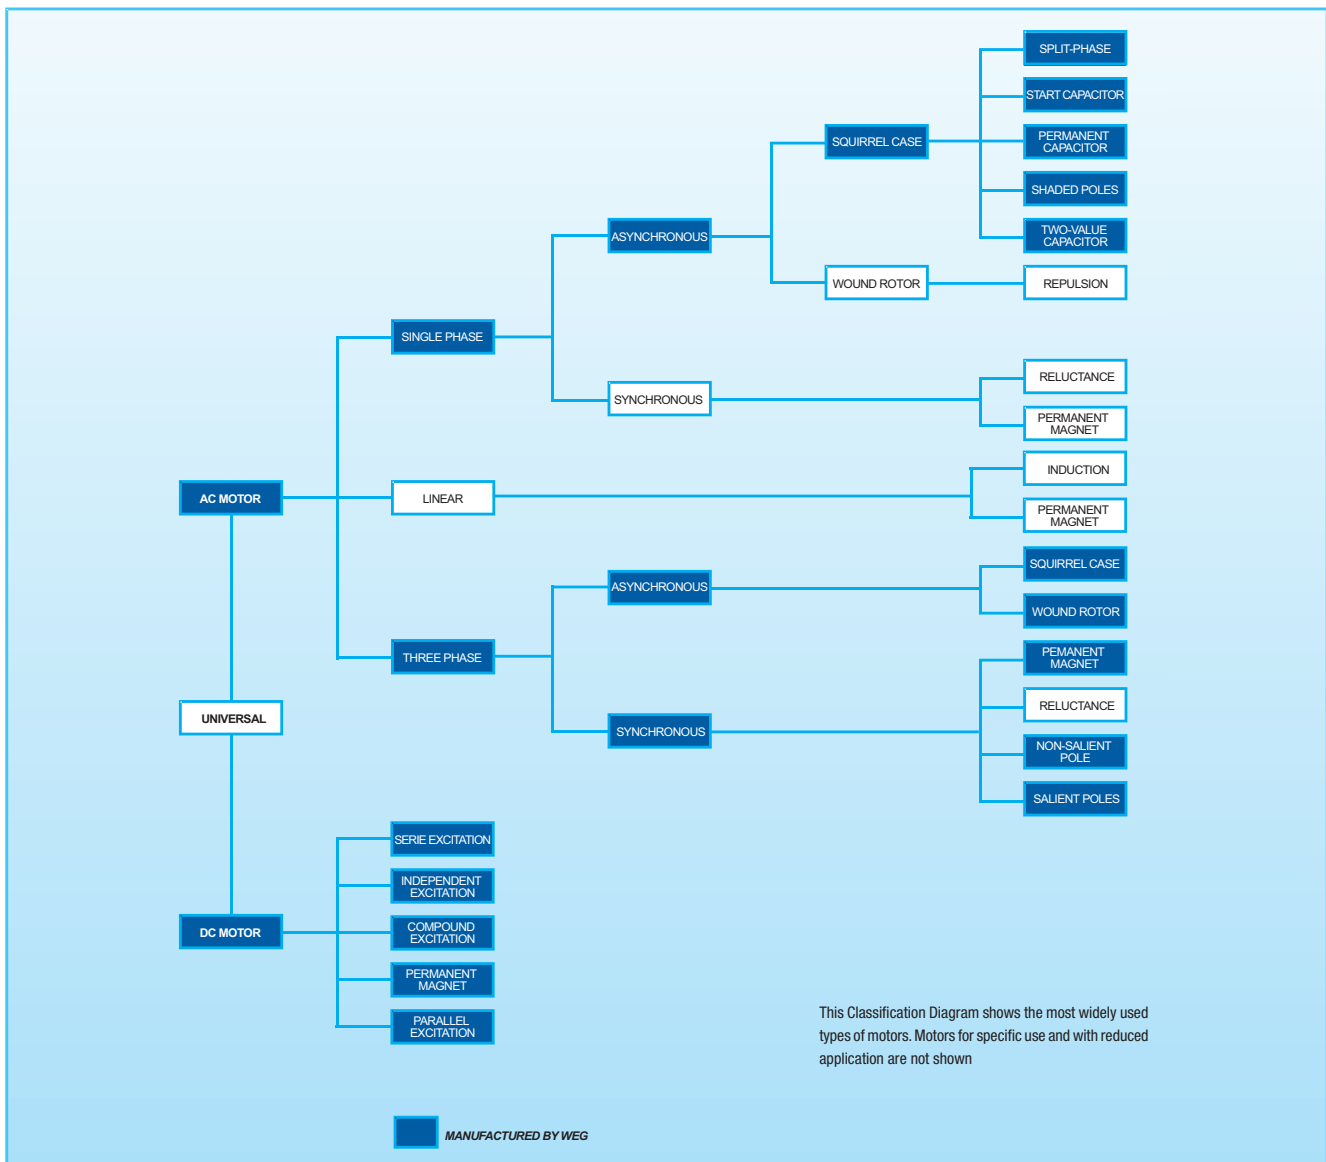 SPLIT-PHASE
START CAPACITOR
PERMANENT
CAPACITOR
SQUIRREL CASE
SHADED POLES
TWO-VALUE
CAPACITOR
ASYNCHRONOUS
WOUND ROTOR
REPULSION
SINGLE PHASE
SYNCHRONOUS
RELUCTANCE
PERMANENT
MAGNET
AC MOTOR
LINEAR
INDUCTION
PERMANENT
MAGNET
ASYNCHRONOUS
SQUIRREL CASE
WOUND ROTOR
THREE PHASE
PEMANENT
MAGNET
RELUCTANCE
SYNCHRONOUS
NON-SALIENT
POLE
SALIENT POLES
UNIVERSAL
SERIE EXCITATION
INDEPENDENT
EXCITATION
DC MOTOR
COMPOUND
EXCITATION
PERMANENT
MAGNET
PARALLEL
EXCITATION
This Classification Diagram shows the most widely used
types of motors. Motors for specific use and with reduced
application are not shown
MANUFACTURED BY WEG